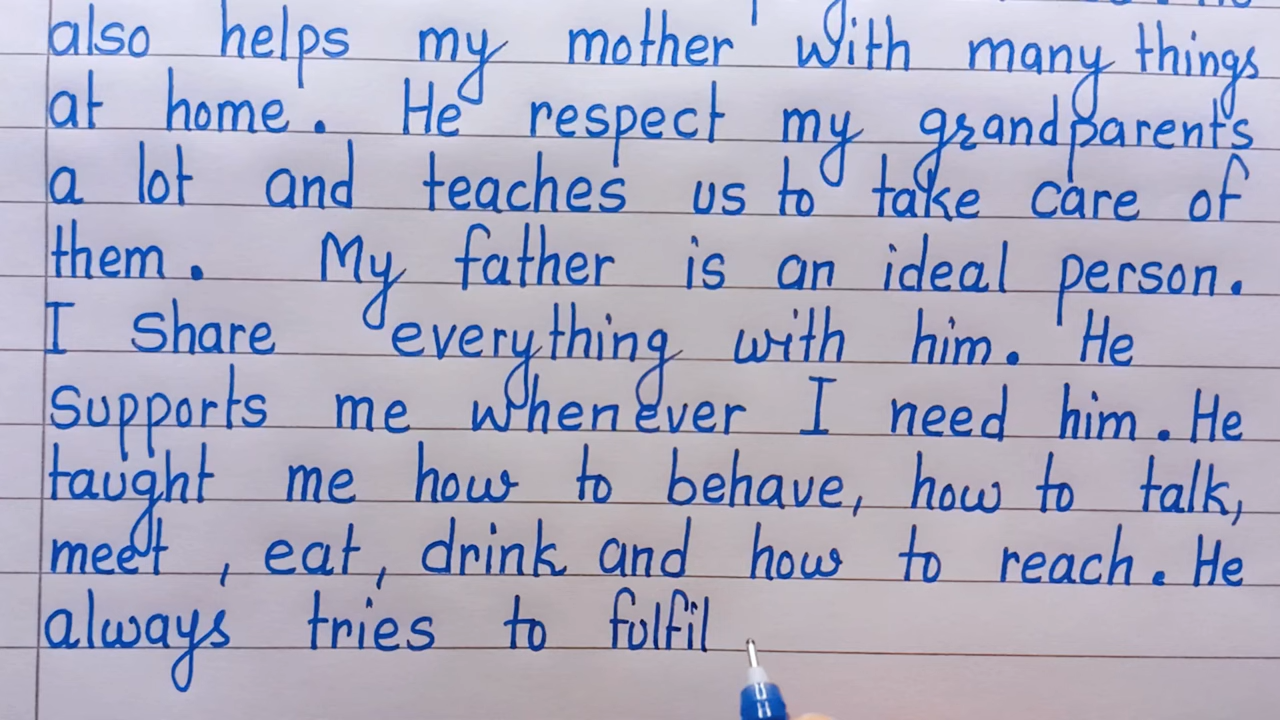 also helps my mother with many things
at home. He respect my grandparents
a lot and teaches us to take care of
them. My father is an ideal person.
I share everything with him. He
supports me whenever I need him. He
taught me how to behave, how to talk,
meet, eat, drink and how to reach. He
always tries to fulfil